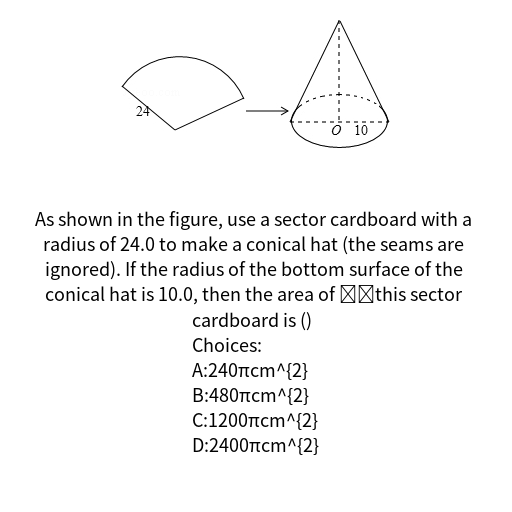 24
O 10
As shown in the figure, use a sector cardboard with a
radius of 24.0 to make a conical hat (the seams are
ignored). If the radius of the bottom surface of the
conical hat is 10.0, then the area of this sector
cardboard is ()
Choices:
A:240πcm^{2}
B:480πcm^{2}
C:1200πcm^{2}
D:2400πcm^{2}